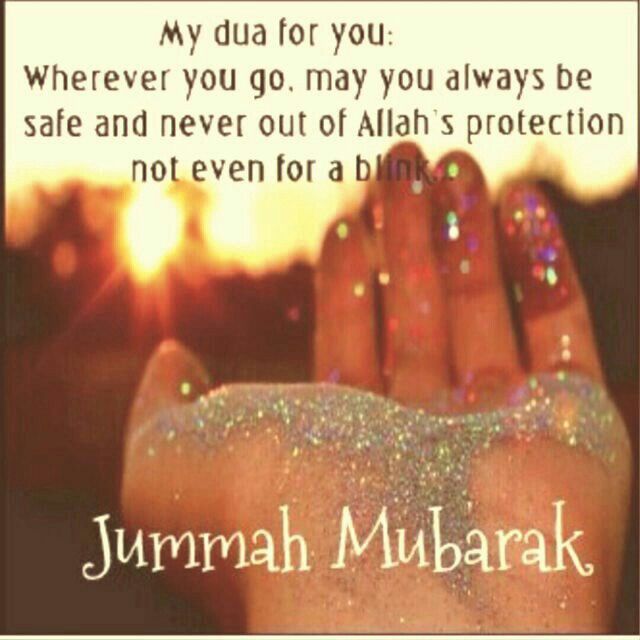 My dua for you:
Wherever you go, may you always be
safe and never out of Allah's protection
not even for a blink...
Jummah Mubarak